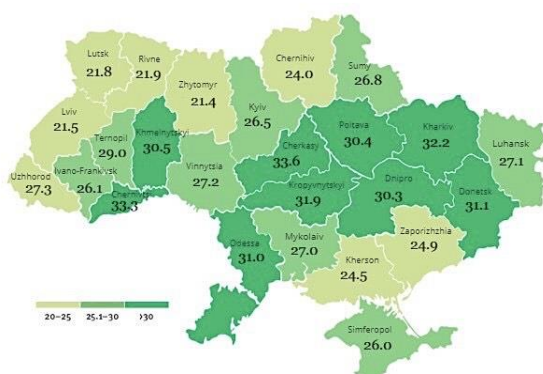 Lutsk
21.8
Rivne
21.9
Zhytomyr
21.4
Chernihiv
24.0
Sumy
26.8
Kyiv
26.5
Lviv
21.5
Ternopil
29.0
Khmelnytskyi
30.5
Cherkasy
33.6
Poltava
30.4
Kharkiv
32.2
Luhansk
27.1
Uzhhorod
27.3
Ivano-Frankivsk
26.1
Chernivtsi
33.3
Vinnytsia
27.2
Kropyvnytskyi
31.9
Dnipro
30.3
Donetsk
31.1
Odessa
31.0
Mykolaiv
27.0
Zaporizhzhia
24.9
Kherson
24.5
Simferopol
26.0
20–25 25.1–30 >30